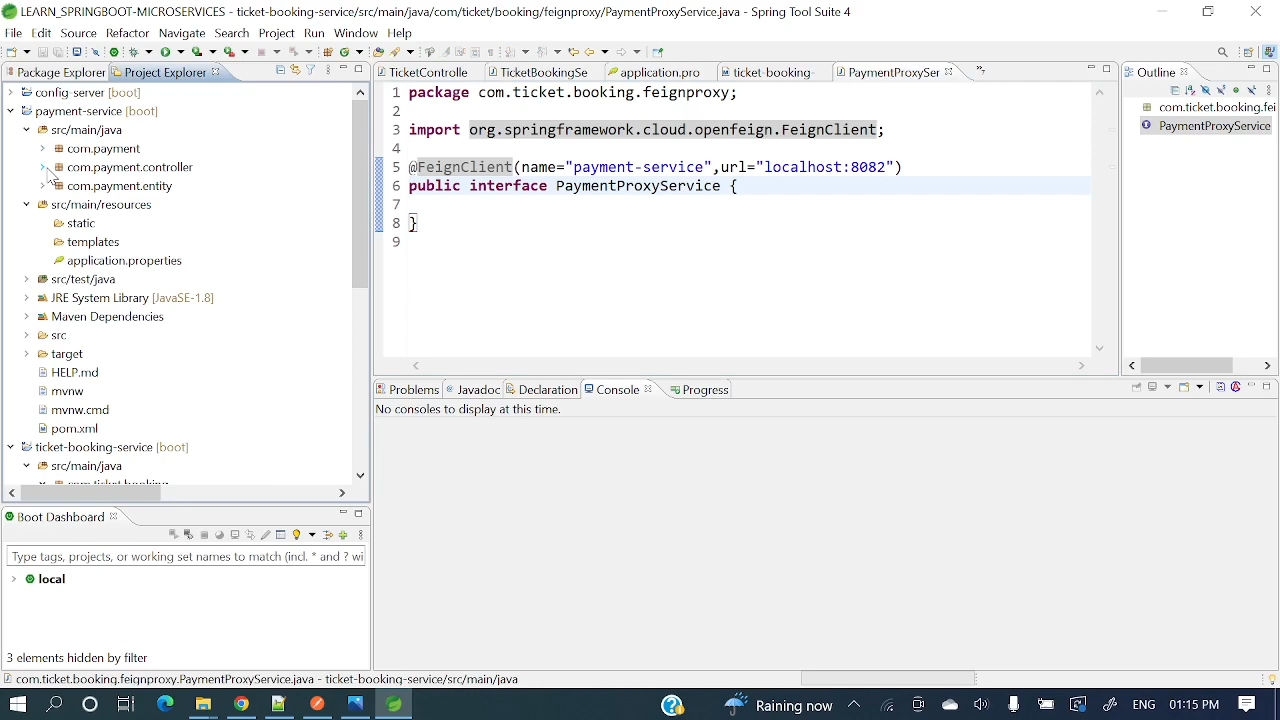 LEARN_SPRINGBOOT-MICROSERVICES - ticket-booking-service/src/main/java/com/ticket/booking/feignproxy/PaymentProxyService.java - Spring Tool Suite 4
File Edit Source Refactor Navigate Search Project Run Window Help
Package Explorer Project Explorer
TicketControlle TicketBookingSe application.pro ticket-booking- PaymentProxySer
Outline
config-server [boot]
payment-service [boot]
src/main/java
com.payment
com.payment.controller
com.payment.entity
src/main/resources
static
templates
application.properties
src/test/java
JRE System Library [JavaSE-1.8]
Maven Dependencies
src
target
HELP.md
mvnw
mvnw.cmd
pom.xml
ticket-booking-service [boot]
src/main/java
1 package com.ticket.booking.feignproxy;
2
3 import org.springframework.cloud.openfeign.FeignClient;
4
5 @FeignClient(name="payment-service",url="localhost:8082")
6 public interface PaymentProxyService {
7
8 }
9
com.ticket.booking.fei
PaymentProxyService
Problems Javadoc Declaration Console Progress
No consoles to display at this time.
Boot Dashboard
Type tags, projects, or working set names to match (incl. * and ? wi
local
3 elements hidden by filter
com.ticket.booking.feignproxy.PaymentProxyService.java - ticket-booking-service/src/main/java
Raining now
ENG 01:15 PM